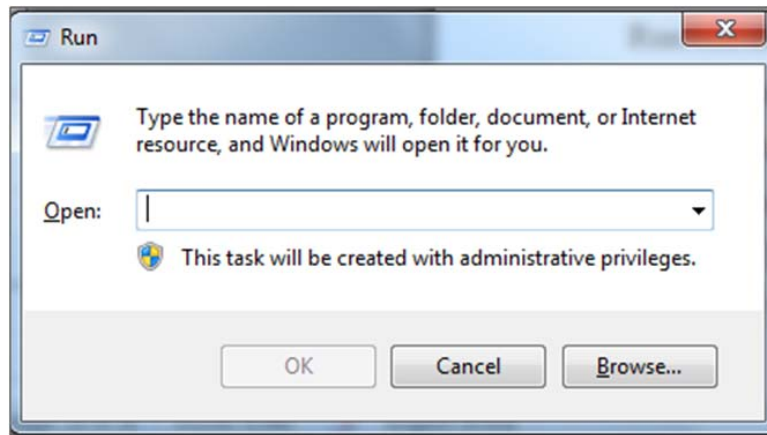 Run
Type the name of a program, folder, document, or Internet
resource, and Windows will open it for you.
Open:
This task will be created with administrative privileges.
OK
Cancel
Browse...